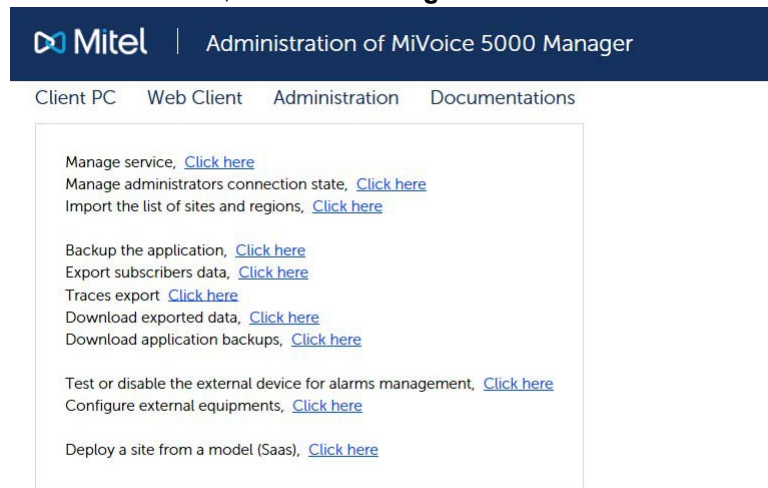 Mitel | Administration of MiVoice 5000 Manager
Client PC Web Client Administration Documentations
Manage service, Click here
Manage administrators connection state, Click here
Import the list of sites and regions, Click here
Backup the application, Click here
Export subscribers data, Click here
Traces export Click here
Download exported data, Click here
Download application backups, Click here
Test or disable the external device for alarms management, Click here
Configure external equipments, Click here
Deploy a site from a model (Saas), Click here